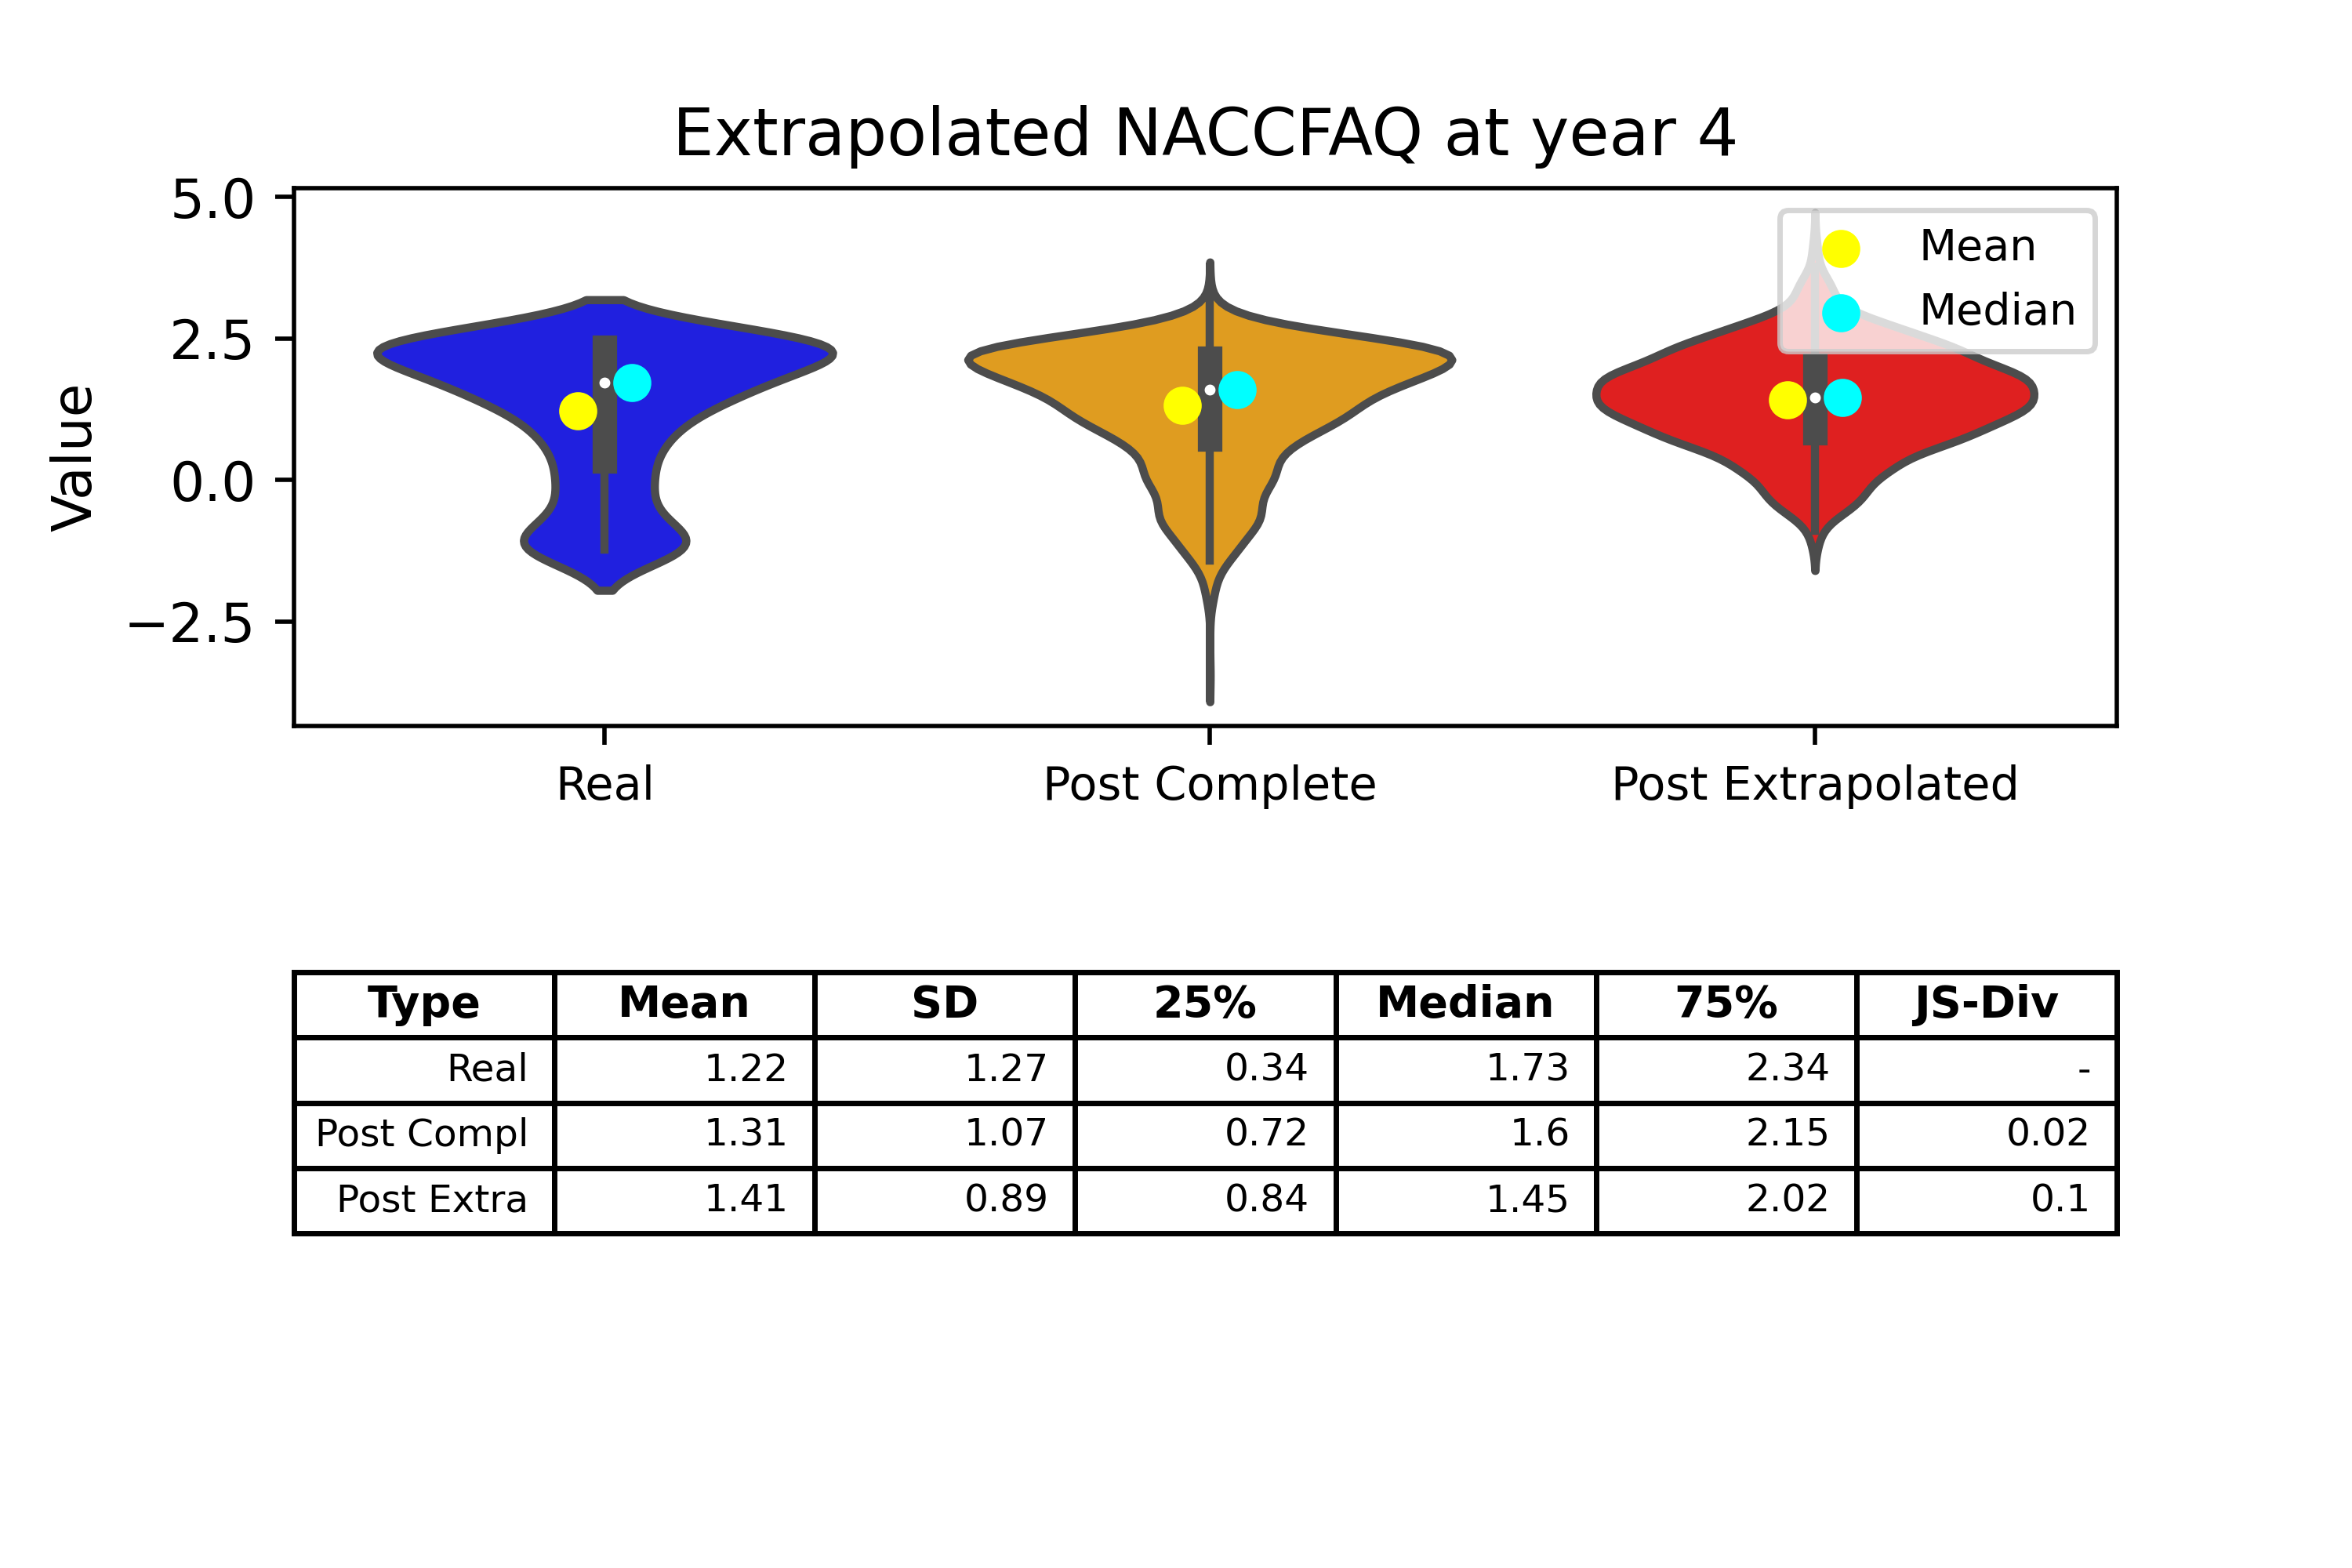 Extrapolated NACCFAQ at year 4
5.0
2.5
0.0
−2.5
Value
Mean
Median
Real Post Complete Post Extrapolated
Type Mean SD 25% Median 75% JS-Div
Real 1.22 1.27 0.34 1.73 2.34 -
Post Compl 1.31 1.07 0.72 1.6 2.15 0.02
Post Extra 1.41 0.89 0.84 1.45 2.02 0.1